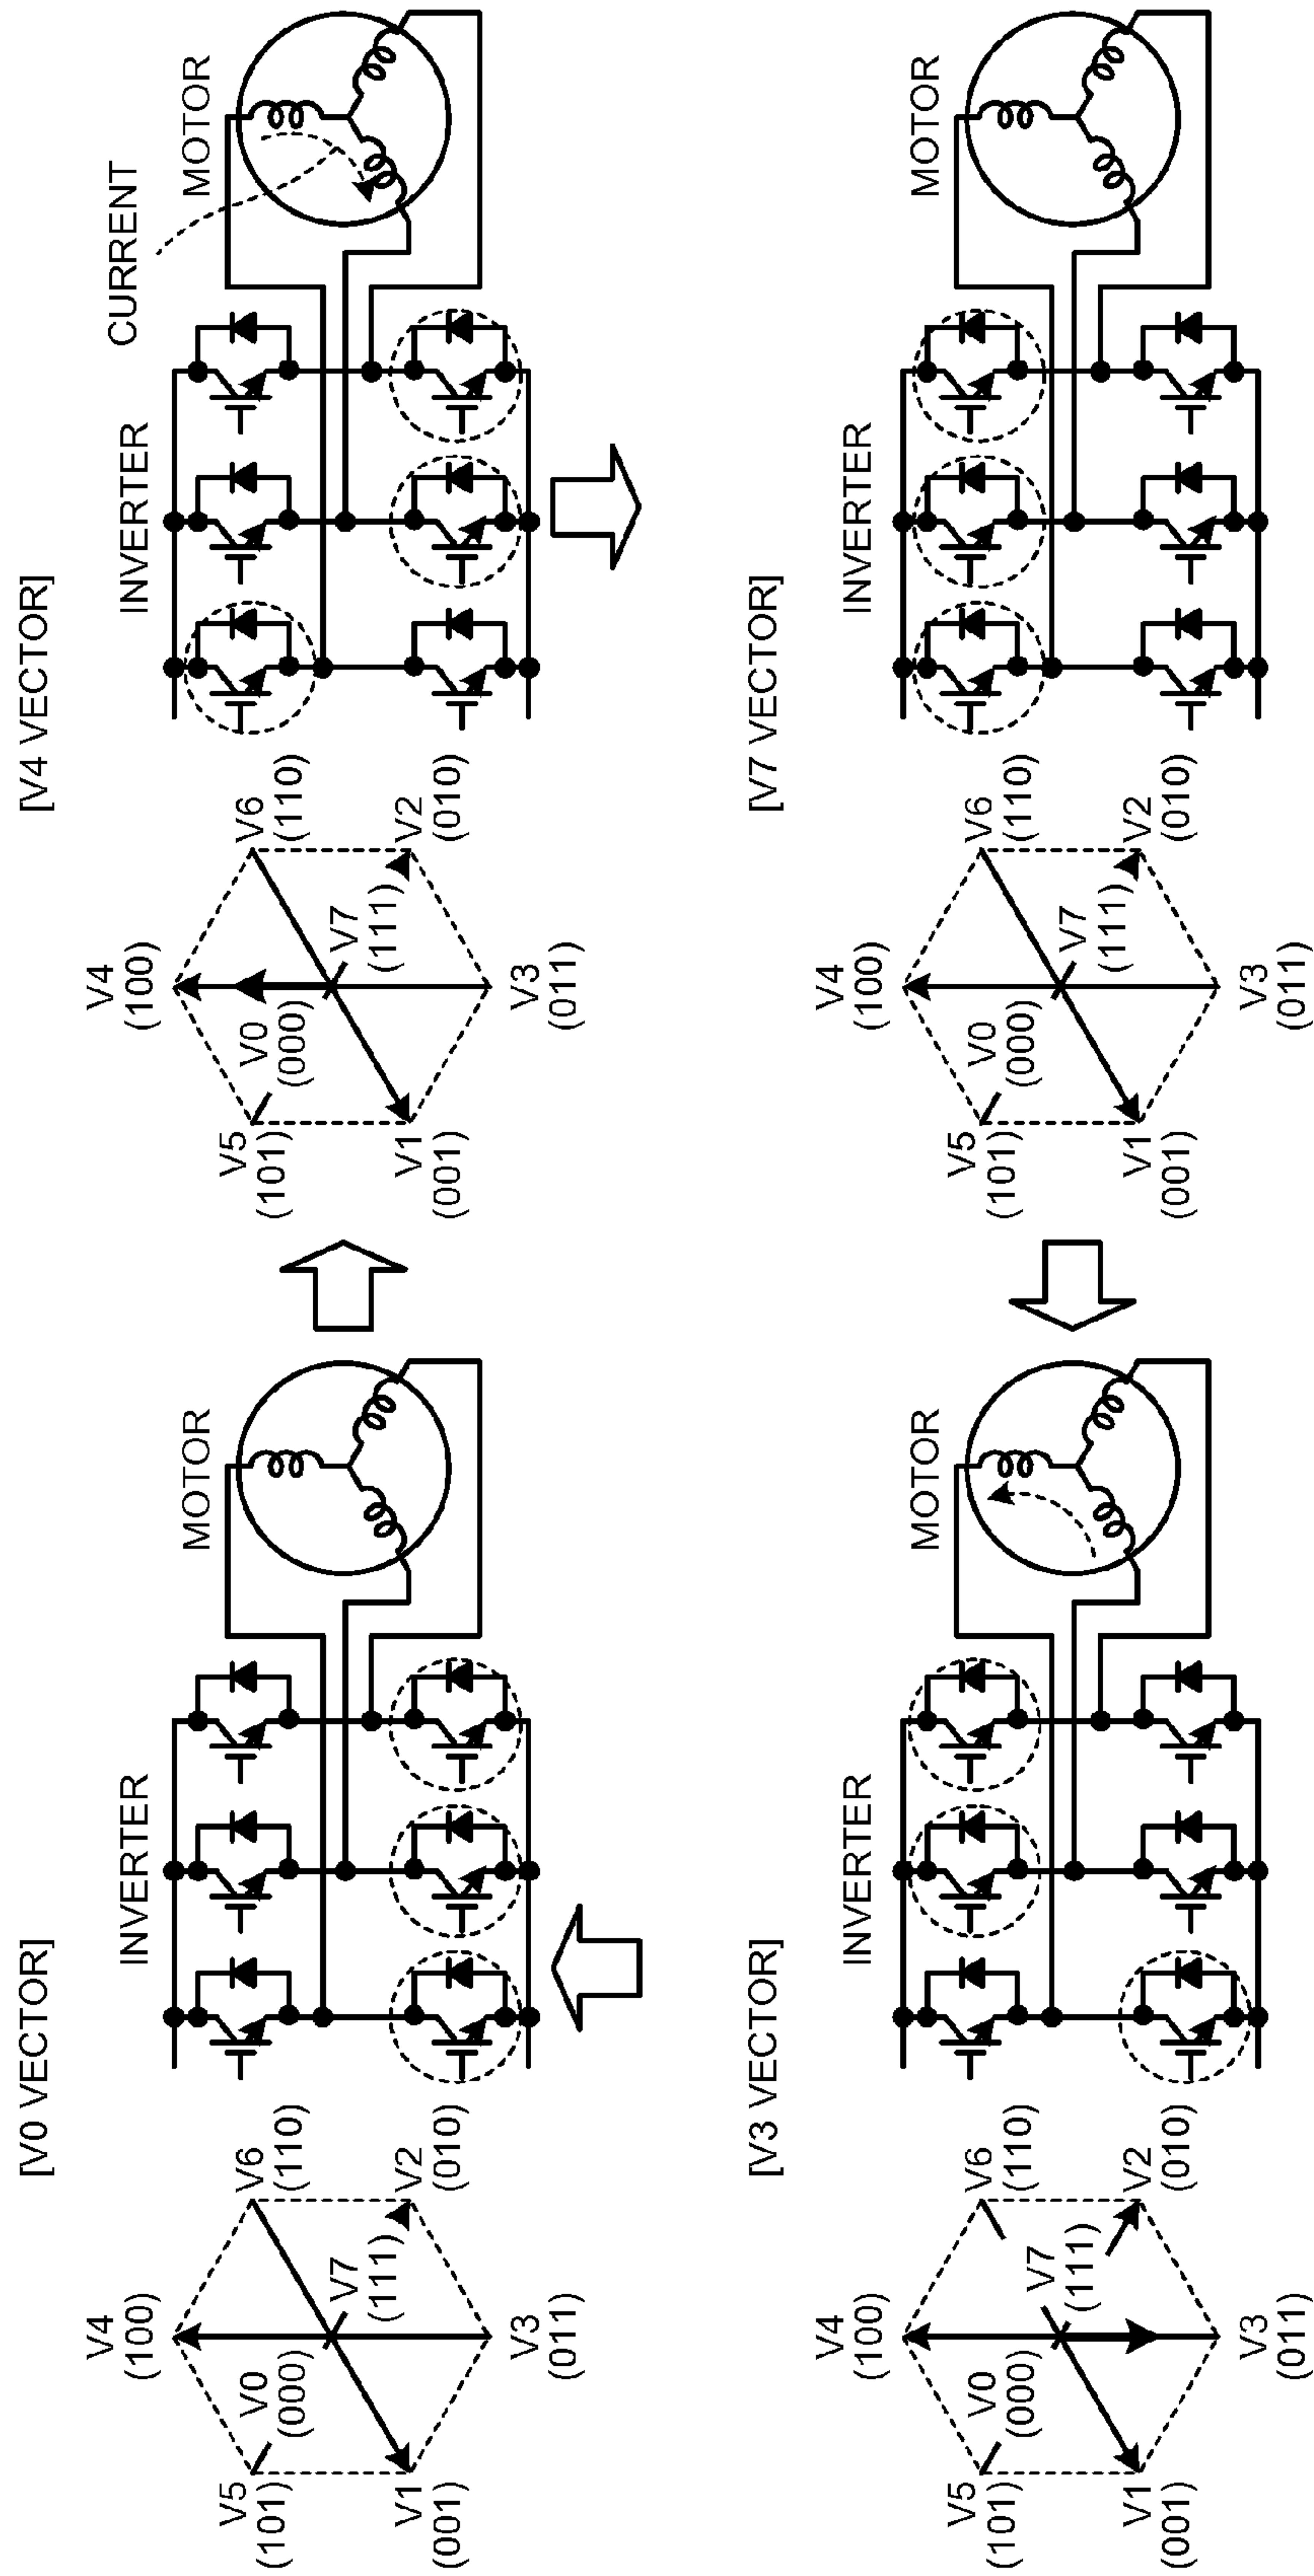 [V0 VECTOR]
V4
(100)
V5
(101)
V0
(000)
V6
(110)
V7
(111)
V1
(001)
V2
(010)
V3
(011)
INVERTER
MOTOR
[V4 VECTOR]
V4
(100)
V5
(101)
V0
(000)
V6
(110)
V7
(111)
V1
(001)
V2
(010)
V3
(011)
INVERTER
CURRENT
MOTOR
[V3 VECTOR]
V4
(100)
V5
(101)
V0
(000)
V6
(110)
V7
(111)
V1
(001)
V2
(010)
V3
(011)
INVERTER
MOTOR
[V7 VECTOR]
V4
(100)
V5
(101)
V0
(000)
V6
(110)
V7
(111)
V1
(001)
V2
(010)
V3
(011)
INVERTER
MOTOR